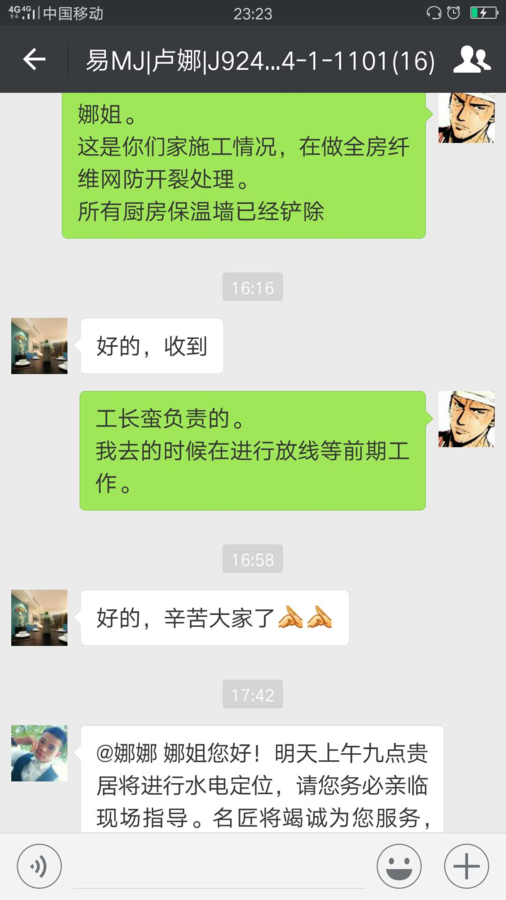 4G 4G 中国移动
23:23
易MJ|卢娜|J924...4-1-1101(16)
娜姐。
这是你们家施工情况，在做全房纤
维网防开裂处理。
所有厨房保温墙已经铲除
16:16
好的，收到
工长蛮负责的。
我去的时候在进行放线等前期工
作。
16:58
好的，辛苦大家了
17:42
@娜娜 娜姐您好！明天上午九点贵
居将进行水电定位，请您务必亲临
现场指导。名匠将竭诚为您服务，